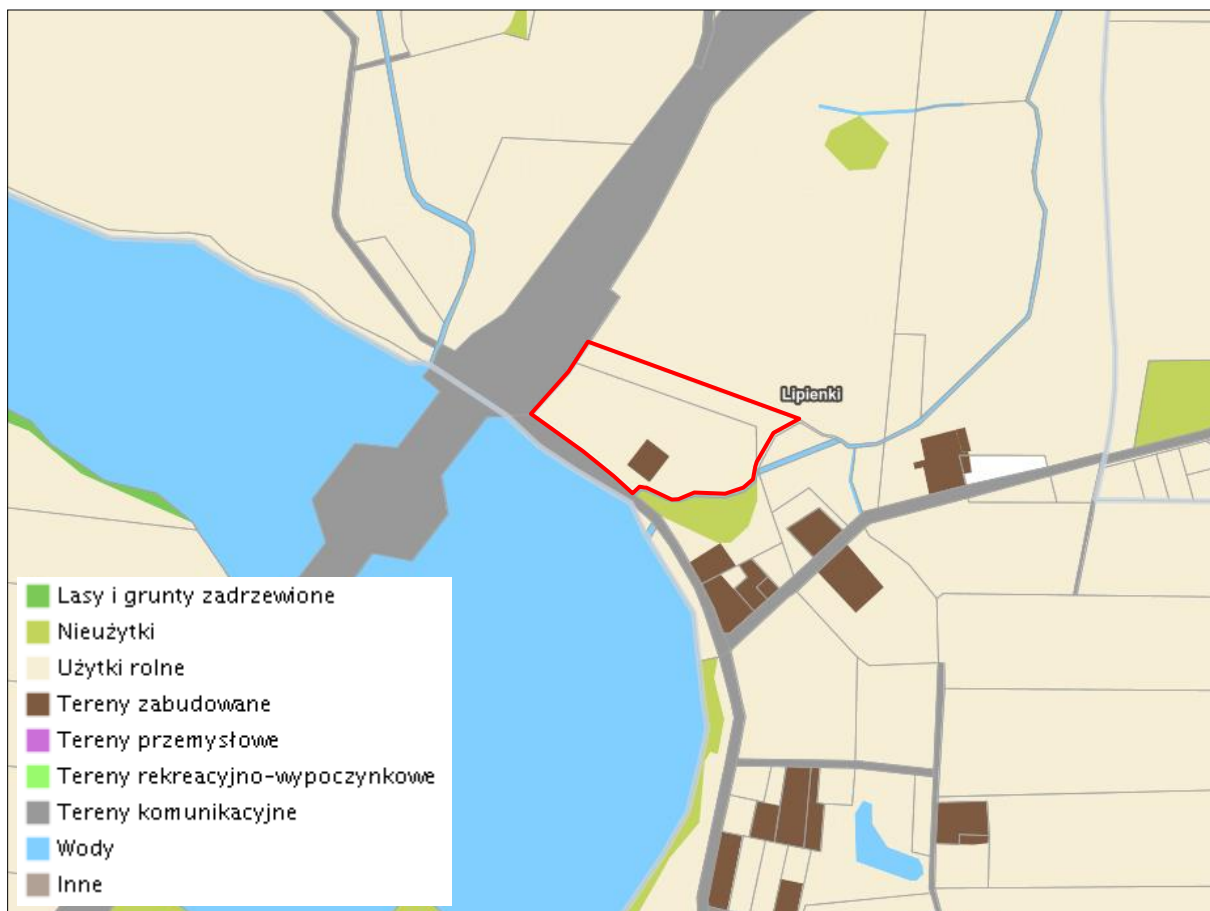 Lipienki
Lasy i grunty zadrzewione
Nieużytki
Użytki rolne
Tereny zabudowane
Tereny przemysłowe
Tereny rekreacyjno-wypoczynkowe
Tereny komunikacyjne
Wody
Inne